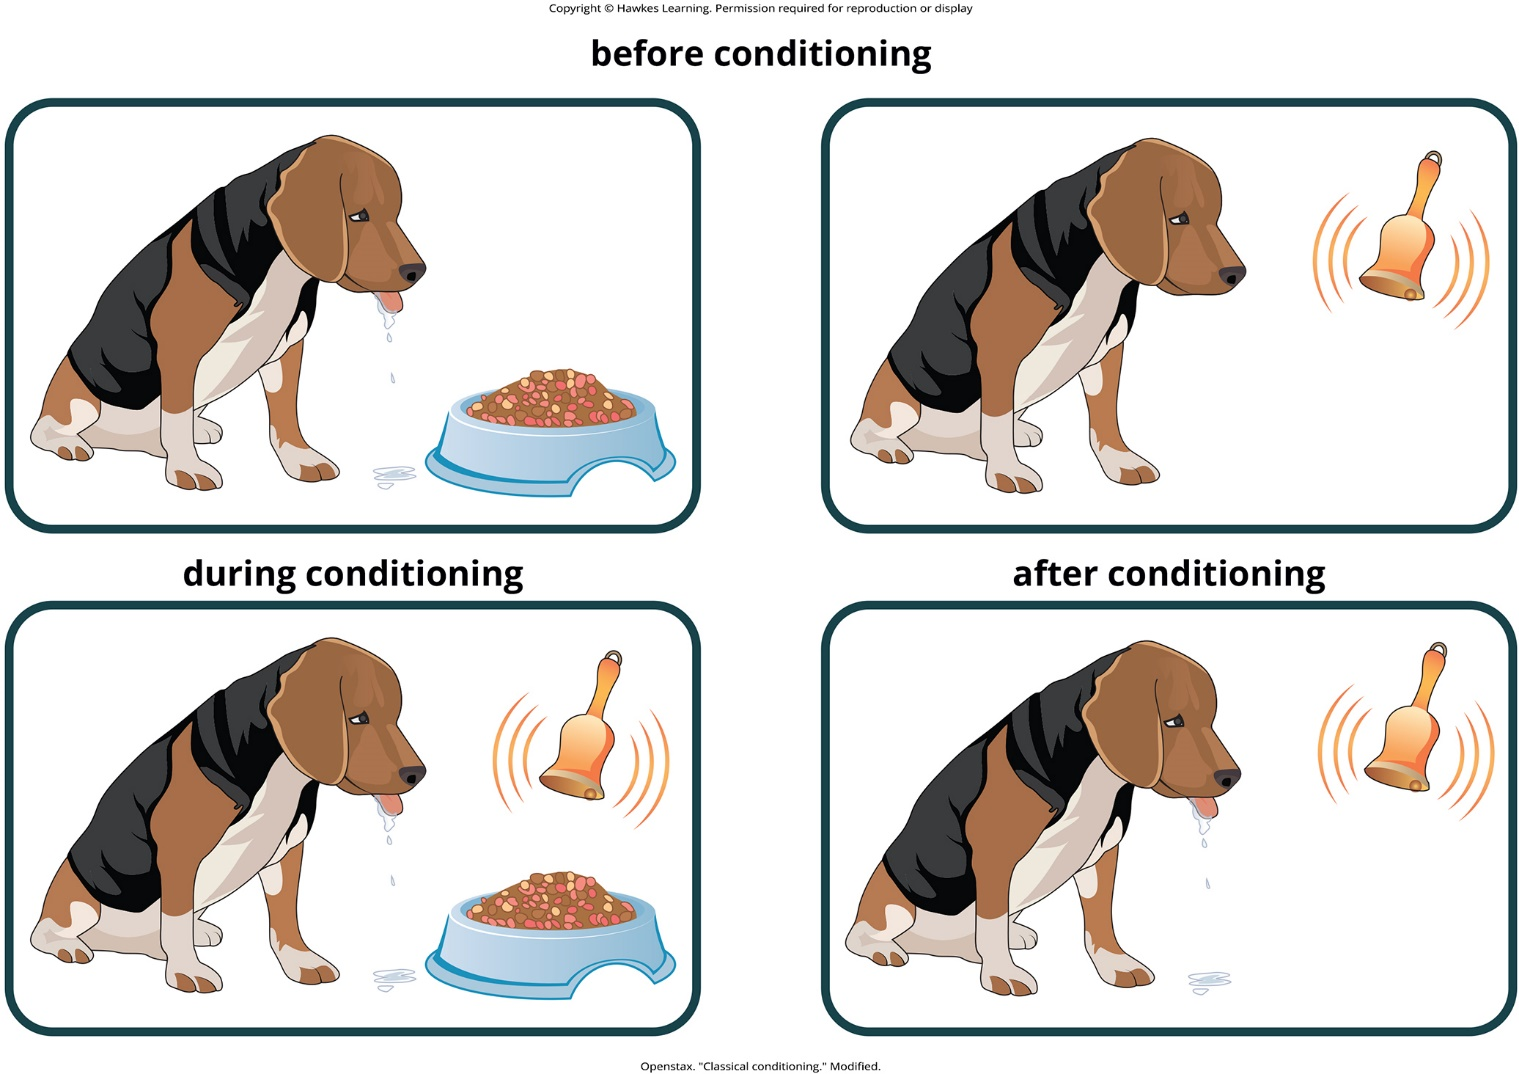 Copyright © Hawkes Learning. Permission required for reproduction or display
before conditioning
during conditioning
after conditioning
Openstax. "Classical conditioning." Modified.